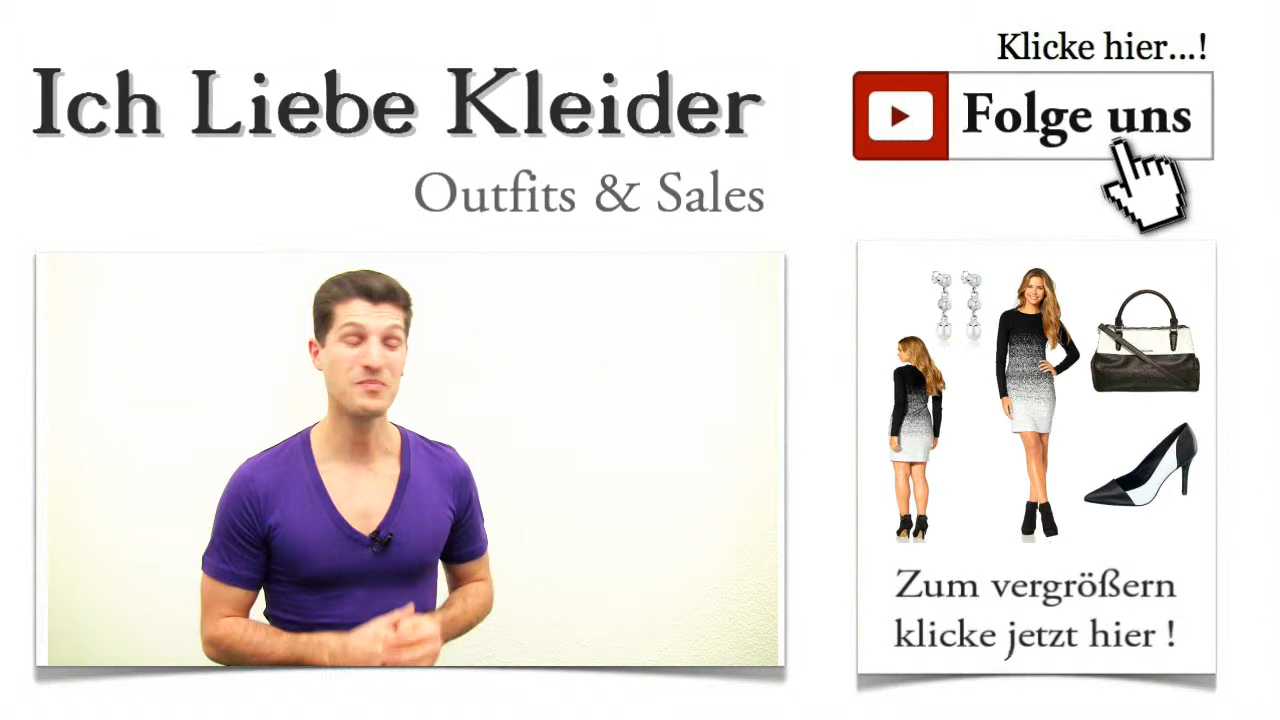 Ich Liebe Kleider
Outfits & Sales
Klicke hier...!
Folge uns
Zum vergrößern
klicke jetzt hier !